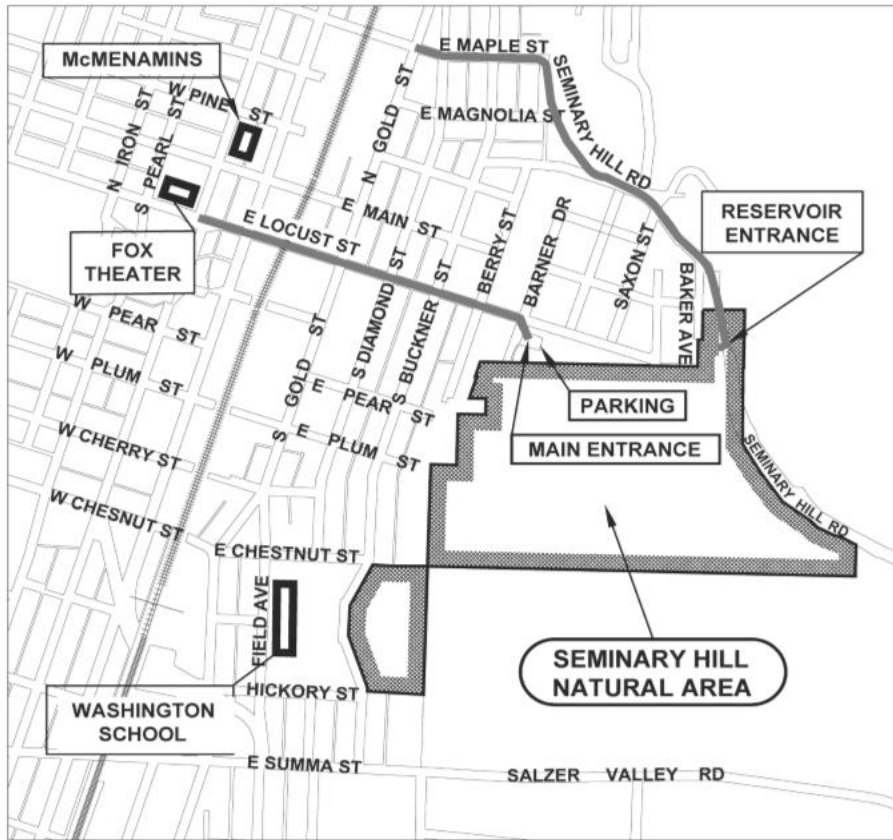 E MAPLE ST
McMENAMINS
SEMINARY HILL RD
W PINE ST
N IRON ST
S PEARL ST
N GOLD ST
E MAGNOLIA ST
RESERVOIR
ENTRANCE
E MAIN ST
E LOCUST ST
BERRY ST
BARNER DR
SAXON ST
BAKER AVE
FOX
THEATER
S DIAMOND ST
S BUCKNER ST
S GOLD ST
W PEAR ST
W PLUM ST
E PEAR ST
E PLUM ST
PARKING
MAIN ENTRANCE
W CHERRY ST
W CHESNUT ST
SEMINARY HILL RD
E CHESTNUT ST
FIELD AVE
SEMINARY HILL
NATURAL AREA
HICKORY ST
WASHINGTON
SCHOOL
E SUMMA ST
SALZER VALLEY RD